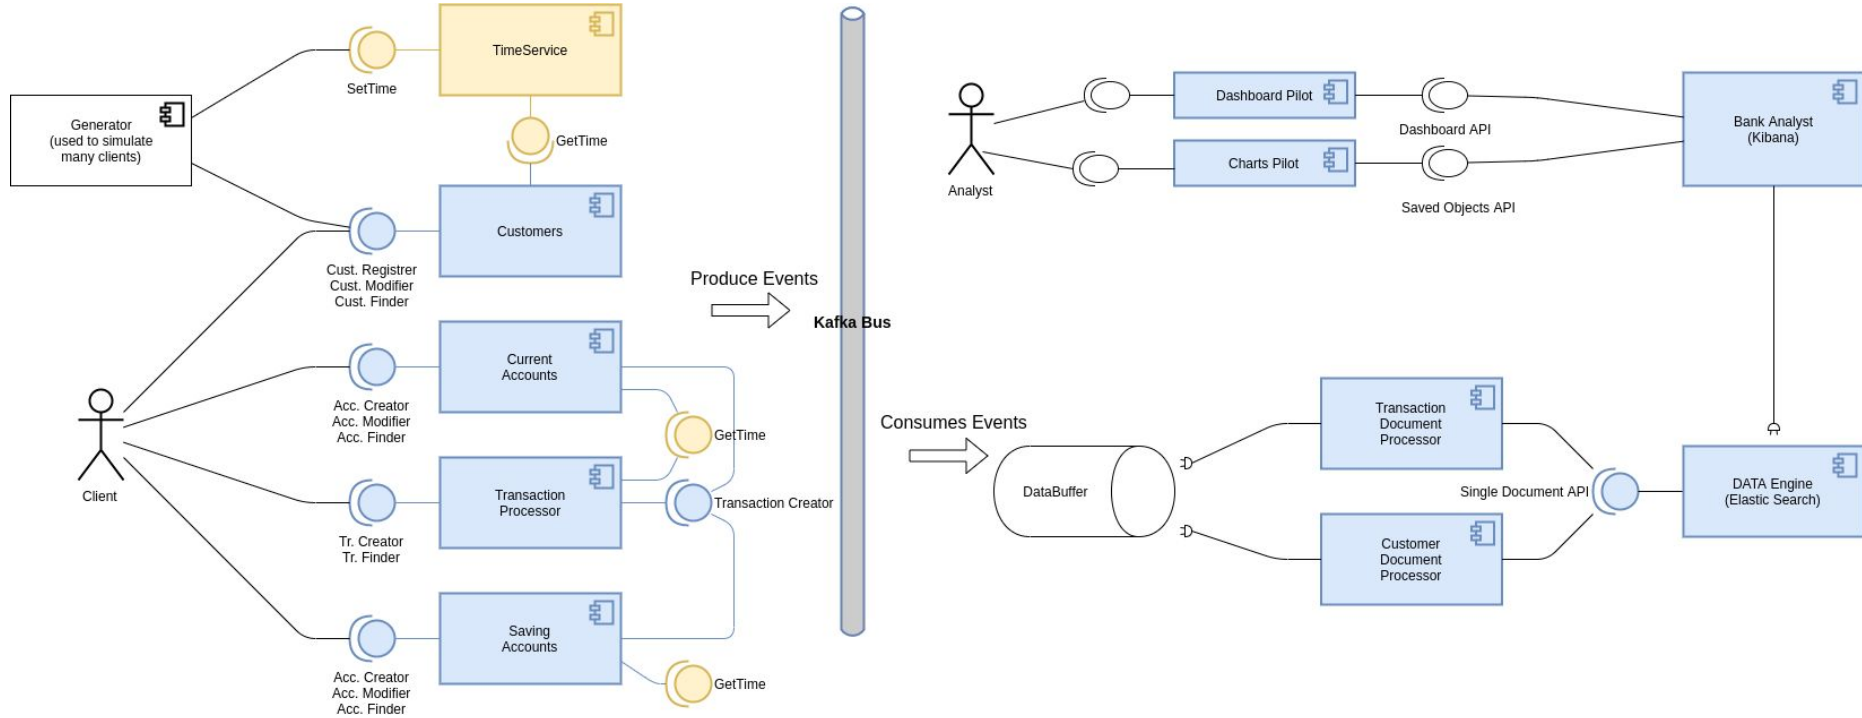 TimeService
SetTime
Generator
(used to simulate
many clients)
GetTime
Customers
Cust. Registrer
Cust. Modifier
Cust. Finder
Current
Accounts
Acc. Creator
Acc. Modifier
Acc. Finder
GetTime
Client
Transaction
Processor
Transaction Creator
Tr. Creator
Tr. Finder
Saving
Accounts
Acc. Creator
Acc. Modifier
Acc. Finder
GetTime
Produce Events
Kafka Bus
Consumes Events
Analyst
Dashboard Pilot
Dashboard API
Charts Pilot
Saved Objects API
Bank Analyst
(Kibana)
DataBuffer
Transaction
Document
Processor
Single Document API
Customer
Document
Processor
DATA Engine
(Elastic Search)